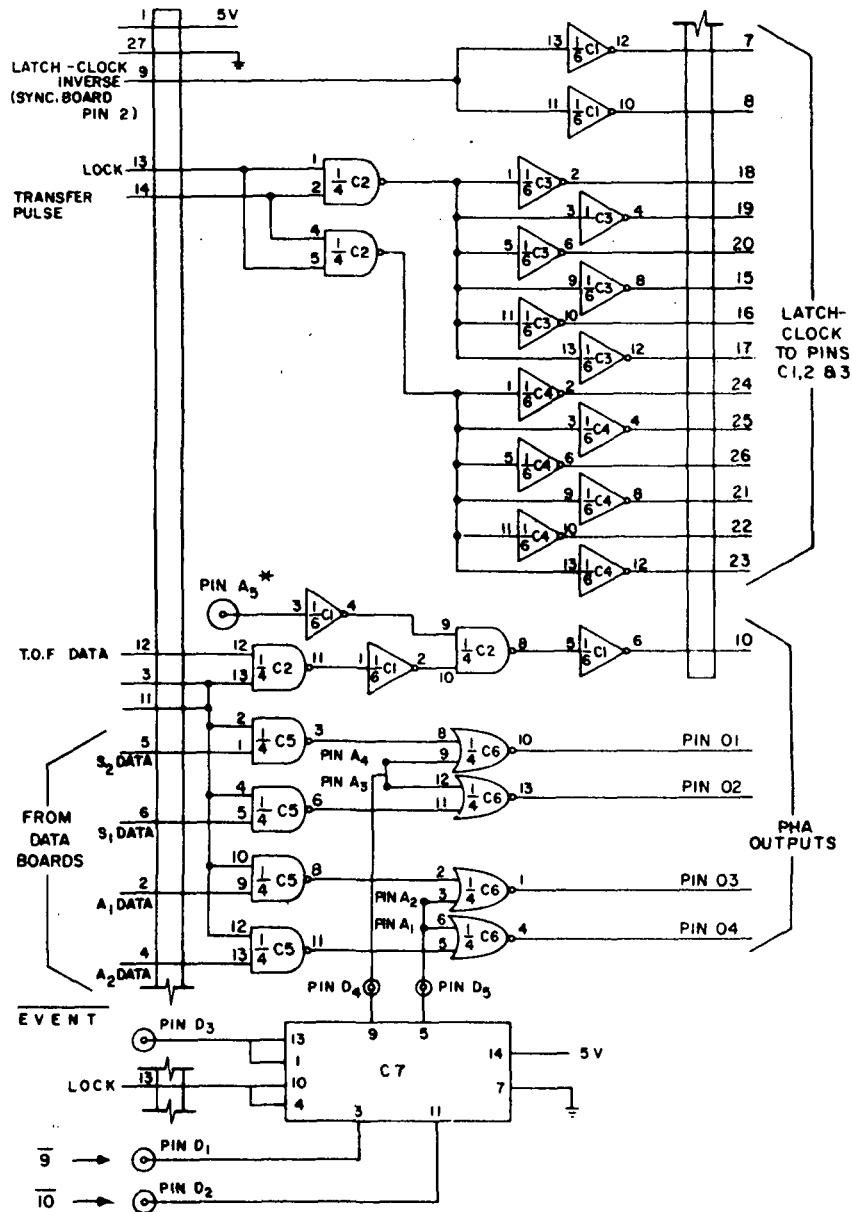 1 5V
27
LATCH-CLOCK INVERSE 9
(SYNC. BOARD PIN 2)
13 1/6 C1 12 7
11 1/6 C1 10 8
LOCK 13 1 1/4 C2
TRANSFER PULSE 14 2
4 1/4 C2
5
1 1/6 C3 2 18
3 1/6 C3 4 19
5 1/6 C3 6 20
9 1/6 C3 8 15
11 1/6 C3 10 16
13 1/6 C3 12 17
1 1/6 C4 2 24
3 1/6 C4 4 25
5 1/6 C4 6 26
9 1/6 C4 8 21
11 1/6 C4 10 22
13 1/6 C4 12 23
LATCH-
CLOCK
TO PINS
C1,2 & 3
PIN A5*
3 1/6 C1 4
T.O.F DATA 12 12 1/4 C2 11 1 1/6 C1 2
3 13
11
9 1/4 C2 8 5 1/6 C1 6 10
10
5 S2 DATA 2 1 1/4 C5 3
PIN A4 8 9 1/4 C6 10 PIN O1
PIN A3 12 11 1/4 C6 13 PIN O2
6 S1 DATA 4 5 1/4 C5 6
FROM
DATA
BOARDS
PHA
OUTPUTS
2 A1 DATA 10 9 1/4 C5 8
PIN A2 2 3 1/4 C6 1 PIN O3
PIN A1 6 5 1/4 C6 4 PIN O4
4 A2 DATA 12 13 1/4 C5 11
PIN D4 PIN D5
EVENT
PIN D3
9 5
13
1
C7
14 5V
LOCK 13 10
4
7
3 11
9 PIN D1
10 PIN D2